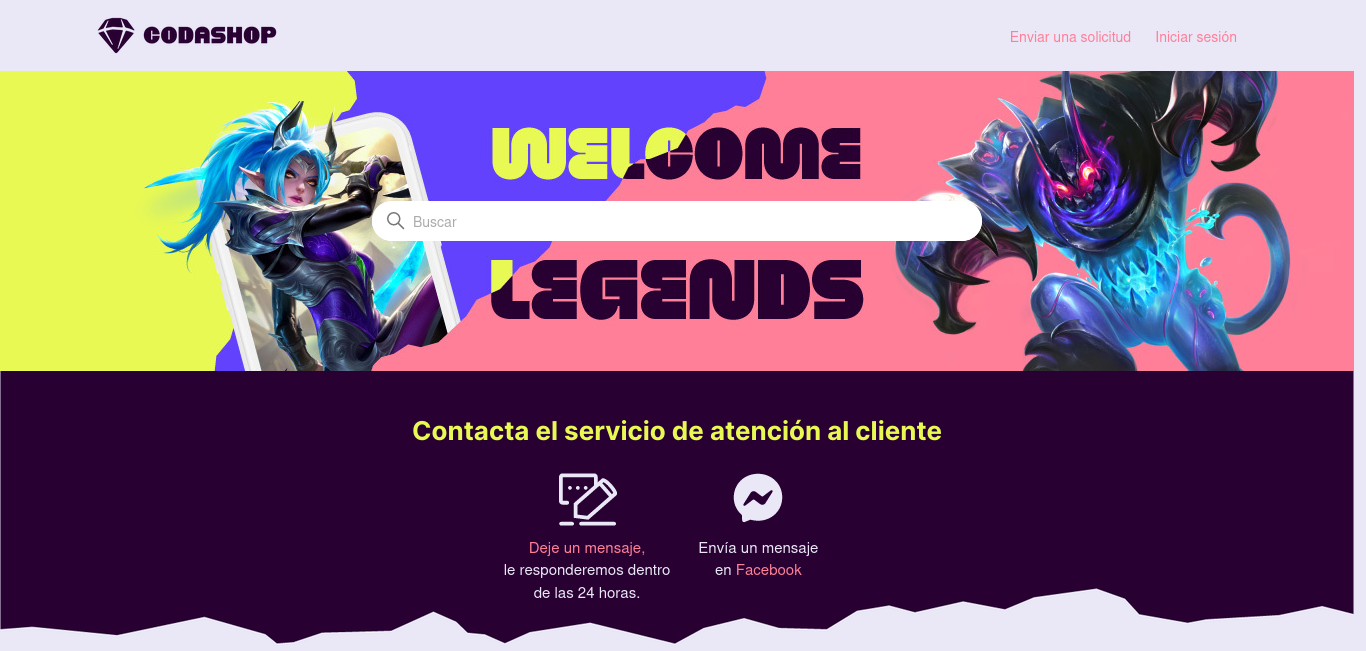 CODASHOP
Enviar una solicitud
Iniciar sesión
WELCOME
Buscar
LEGENDS
Contacta el servicio de atención al cliente
Deje un mensaje,
le responderemos dentro
de las 24 horas.
Envía un mensaje
en Facebook